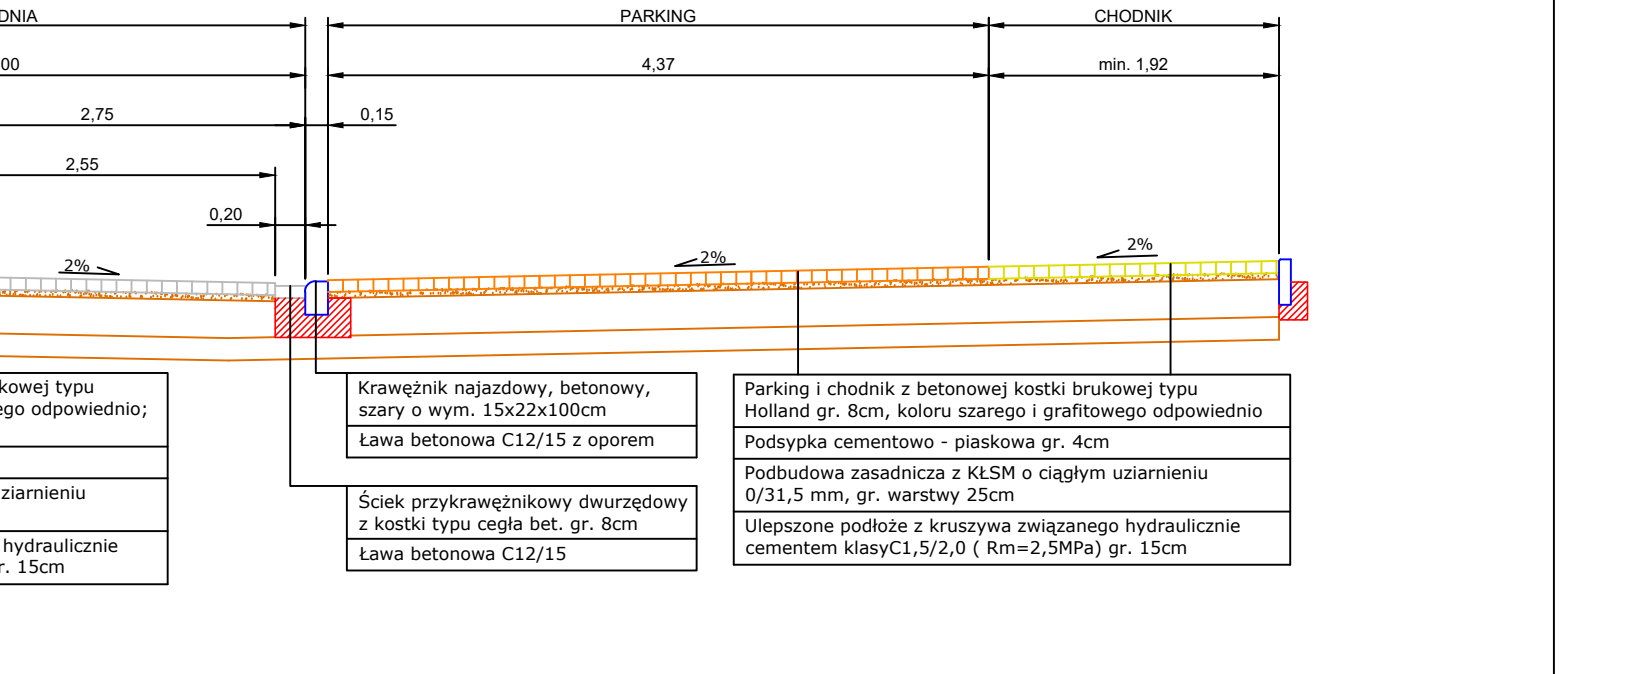 DNIA
PARKING
CHODNIK
00
4,37
min. 1,92
2,75
0,15
2,55
0,20
2%
2%
2%
kowej typu
ego odpowiednio;
ziarnieniu
hydraulicznie
r. 15cm
Krawężnik najazdowy, betonowy,
szary o wym. 15x22x100cm
Ława betonowa C12/15 z oporem
Ściek przykrawężnikowy dwurzędowy
z kostki typu cegła bet. gr. 8cm
Ława betonowa C12/15
Parking i chodnik z betonowej kostki brukowej typu
Holland gr. 8cm, koloru szarego i grafitowego odpowiednio
Podsypka cementowo - piaskowa gr. 4cm
Podbudowa zasadnicza z KŁSM o ciągłym uziarnieniu
0/31,5 mm, gr. warstwy 25cm
Ulepszone podłoże z kruszywa związanego hydraulicznie
cementem klasyC1,5/2,0 ( Rm=2,5MPa) gr. 15cm